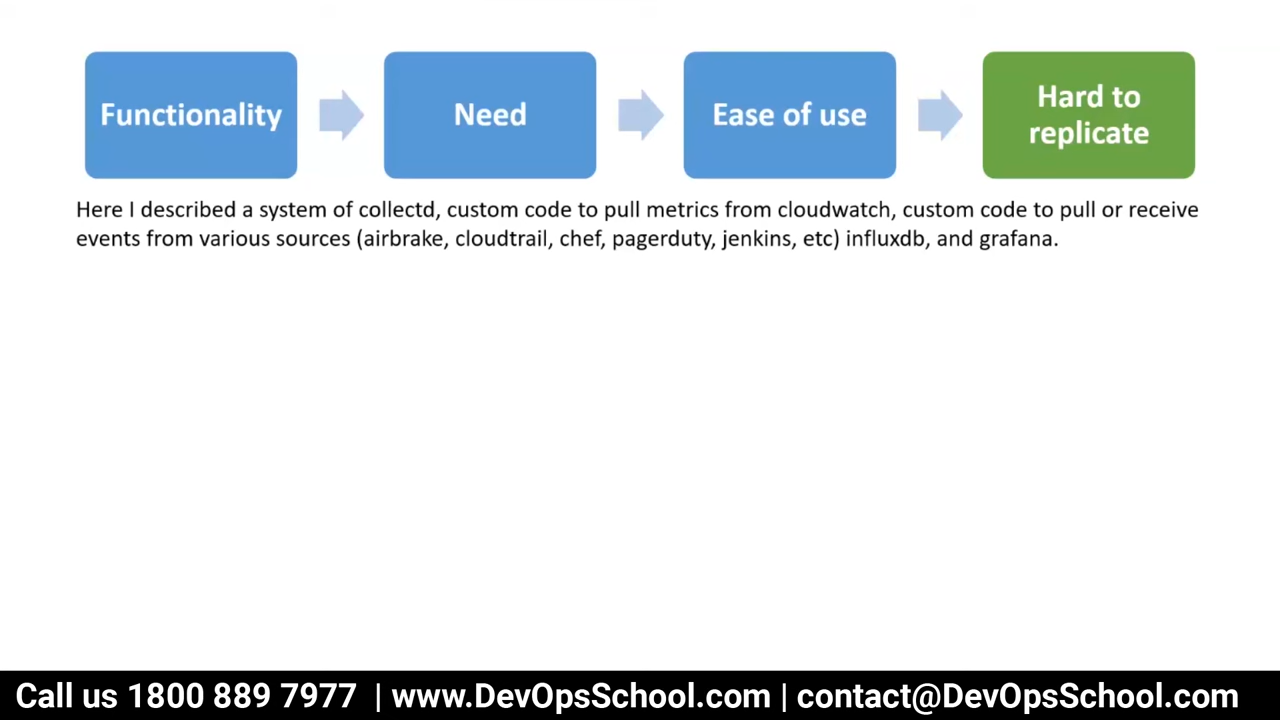 Functionality
Need
Ease of use
Hard to
replicate
Here I described a system of collectd, custom code to pull metrics from cloudwatch, custom code to pull or receive
events from various sources (airbrake, cloudtrail, chef, pagerduty, jenkins, etc) influxdb, and grafana.
Call us 1800 889 7977 | www.DevOpsSchool.com | contact@DevOpsSchool.com